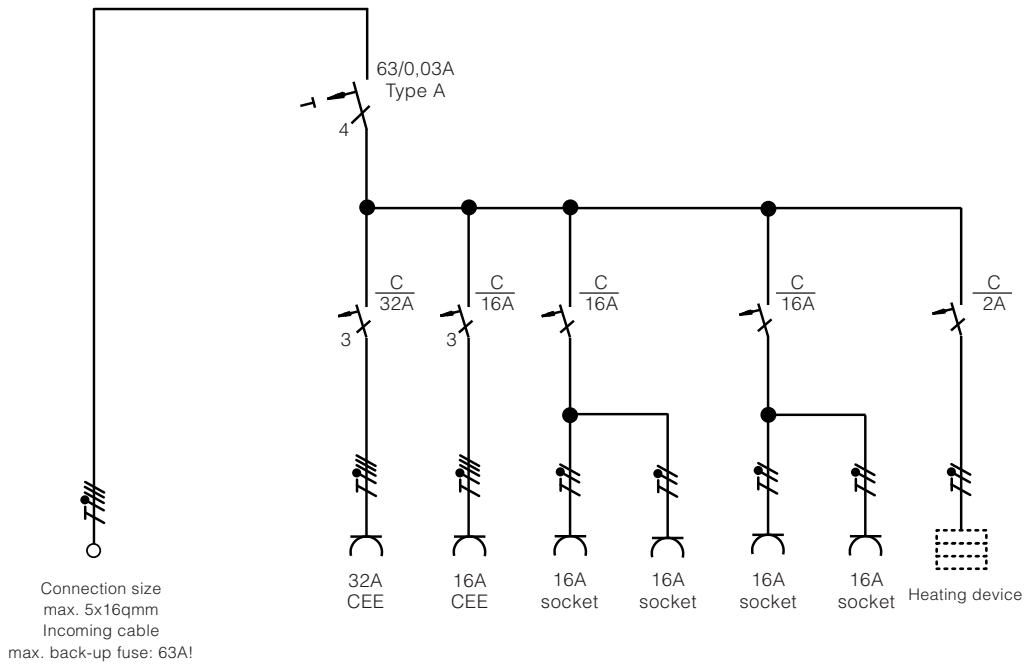 63/0,03A
Type A
4
C
32A
3
C
16A
3
C
16A
C
16A
C
2A
32A
CEE
16A
CEE
16A
socket
16A
socket
16A
socket
16A
socket
Heating device
Connection size
max. 5x16qmm
Incoming cable
max. back-up fuse: 63A!